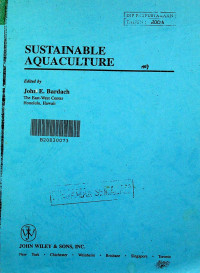 SUSTAINABLE
AQUACULTURE
Edited by
John E. Bardach
The East-West Center
Honolulu, Hawaii
JOHN WILEY & SONS, INC.
New York • Chichester • Weinheim • Brisbane • Singapore • Toronto